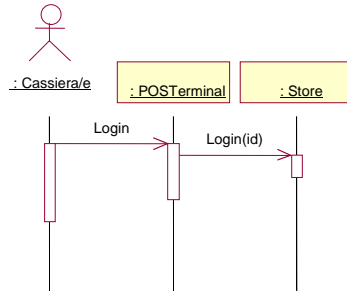 : Cassiera/e
: POSTerminal
: Store
Login
Login(id)